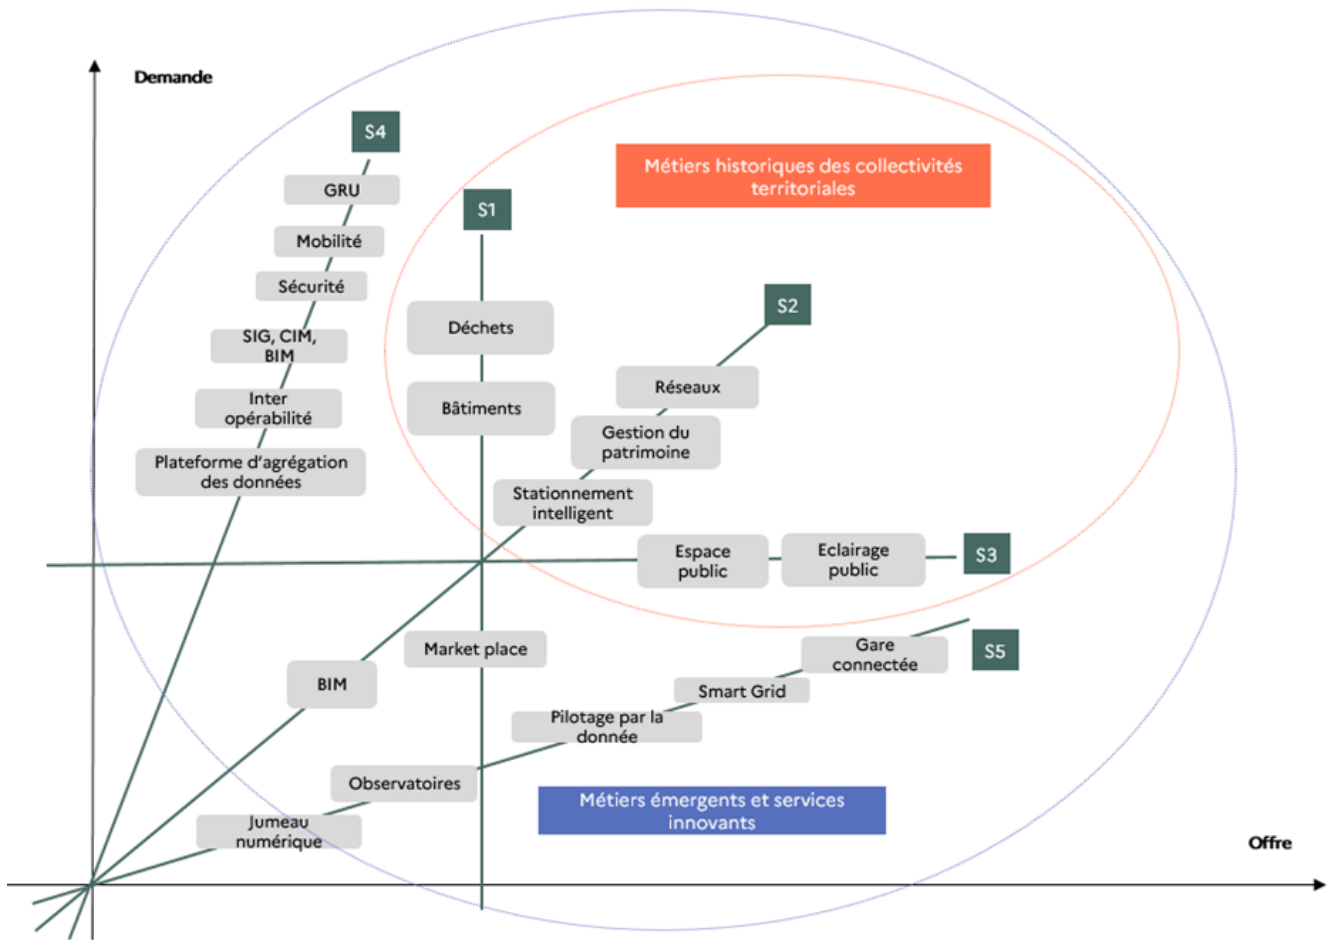 Demande
S4
GRU
Mobilité
Sécurité
SIG, CIM,
BIM
Inter
opérabilité
Plateforme d'agrégation
des données
S1
Déchets
Bâtiments
Market place
Métiers historiques des collectivités
territoriales
S2
Réseaux
Gestion du
patrimoine
Stationnement
intelligent
BIM
Espace
public
Eclairage
public
S3
S5
Gare
connectée
Smart Grid
Pilotage par la
donnée
Observatoires
Jumeau
numérique
Métiers émergents et services
innovants
Offre